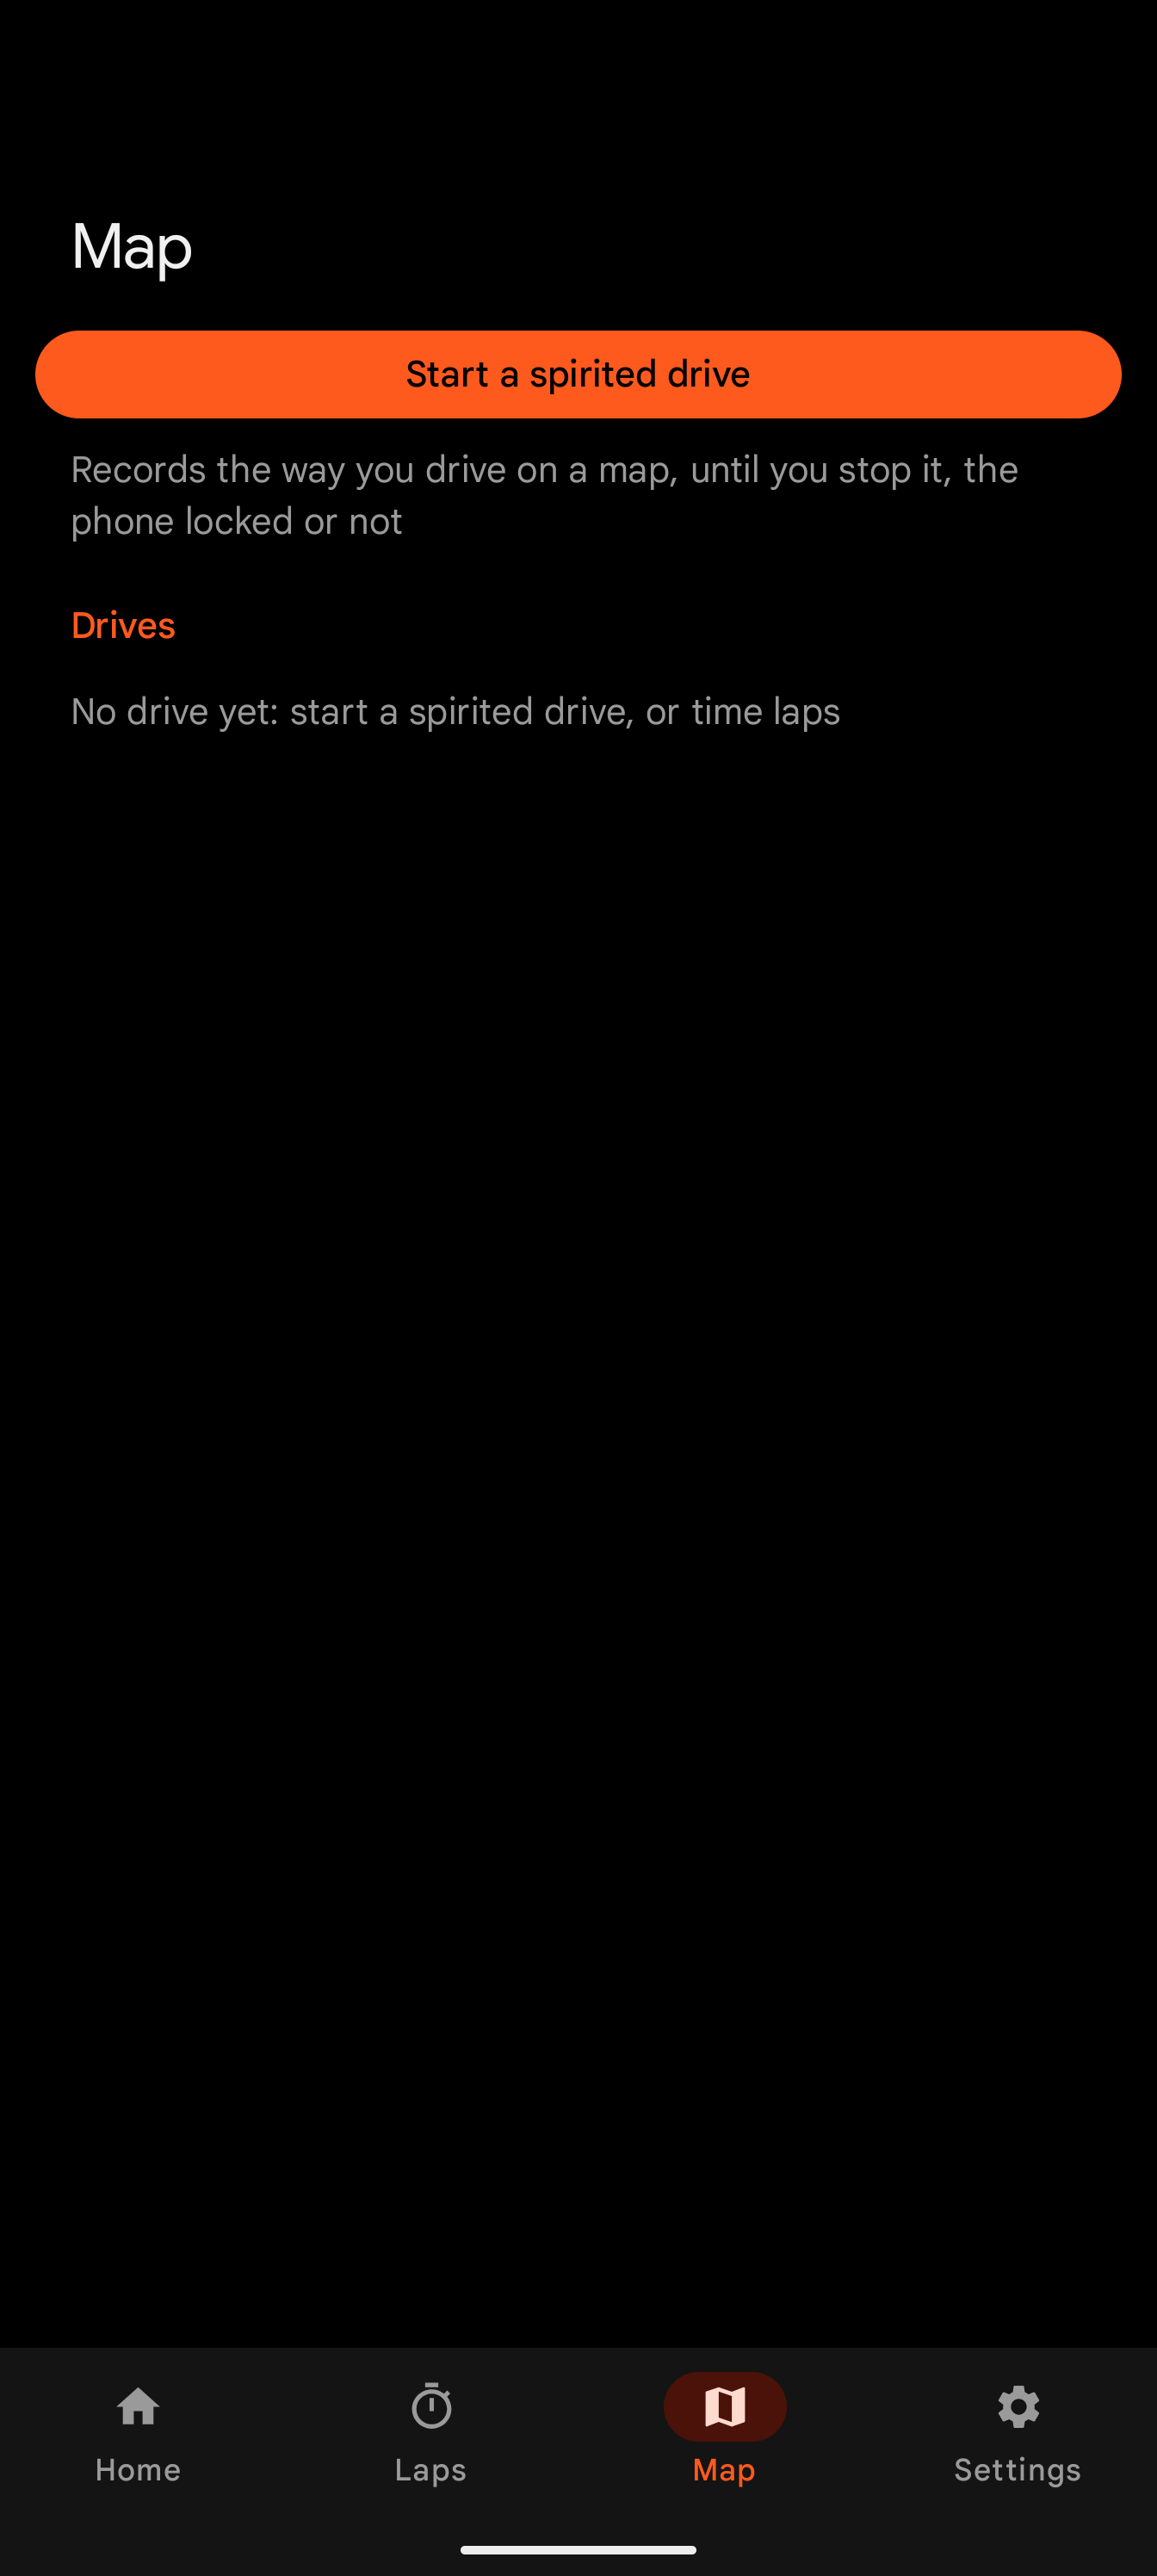 Map
Start a spirited drive
Records the way you drive on a map, until you stop it, the
phone locked or not
Drives
No drive yet: start a spirited drive, or time laps
Home
Laps
Map
Settings